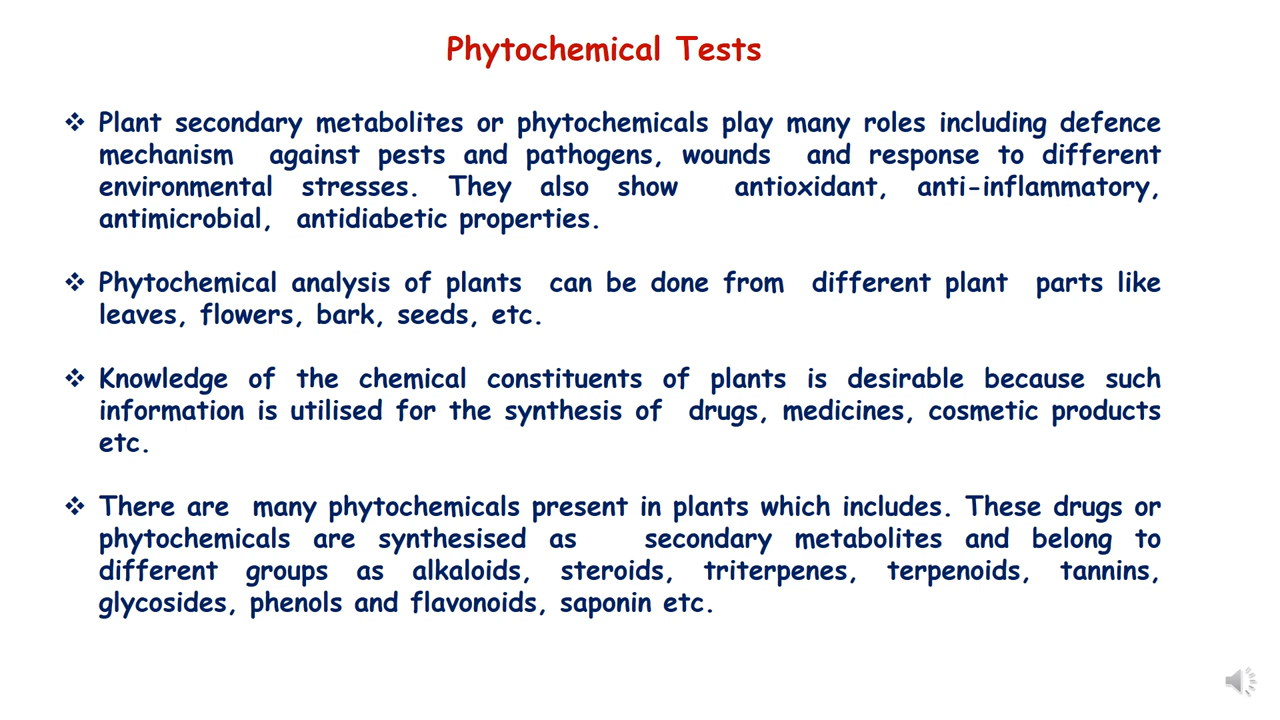 Phytochemical Tests
❖ Plant secondary metabolites or phytochemicals play many roles including defence
mechanism against pests and pathogens, wounds and response to different
environmental stresses. They also show antioxidant, anti-inflammatory,
antimicrobial, antidiabetic properties.
❖ Phytochemical analysis of plants can be done from different plant parts like
leaves, flowers, bark, seeds, etc.
❖ Knowledge of the chemical constituents of plants is desirable because such
information is utilised for the synthesis of drugs, medicines, cosmetic products
etc.
❖ There are many phytochemicals present in plants which includes. These drugs or
phytochemicals are synthesised as secondary metabolites and belong to
different groups as alkaloids, steroids, triterpenes, terpenoids, tannins,
glycosides, phenols and flavonoids, saponin etc.